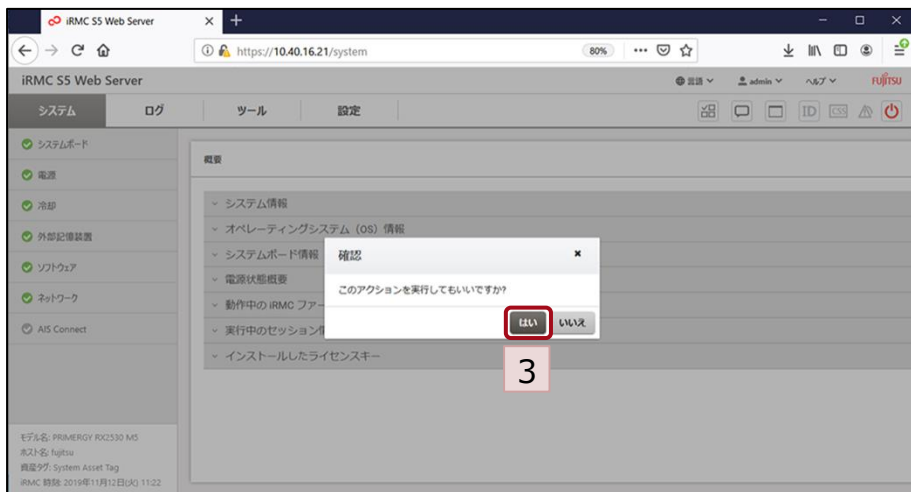 iRMC S5 Web Server
https://10.40.16.21/system
80%
iRMC S5 Web Server
言語
admin
ヘルプ
FUJITSU
システム
ログ
ツール
設定
ID
CSS
システムボード
電源
冷却
外部記憶装置
ソフトウェア
ネットワーク
AIS Connect
概要
システム情報
オペレーティングシステム (OS) 情報
システムボード情報
電源状態概要
動作中の iRMC ファー
実行中のセッション情
インストールしたライセンスキー
確認
このアクションを実行してもいいですか?
はい
いいえ
3
モデル名: PRIMERGY RX2530 M5
ホスト名: fujitsu
資産タグ: System Asset Tag
iRMC 時刻: 2019年11月12日(火) 11:22